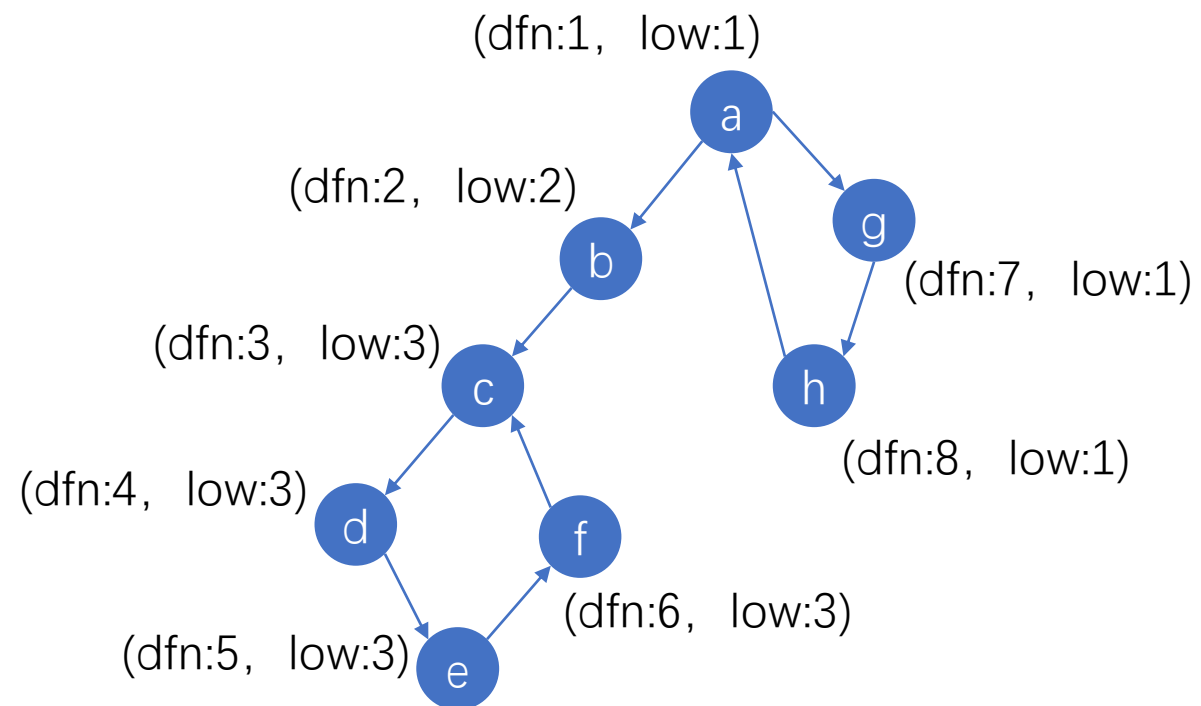 (dfn:1, low:1)
a
(dfn:2, low:2)
g
b
(dfn:7, low:1)
(dfn:3, low:3)
c
h
(dfn:8, low:1)
(dfn:4, low:3)
d
f
(dfn:6, low:3)
(dfn:5, low:3)
e